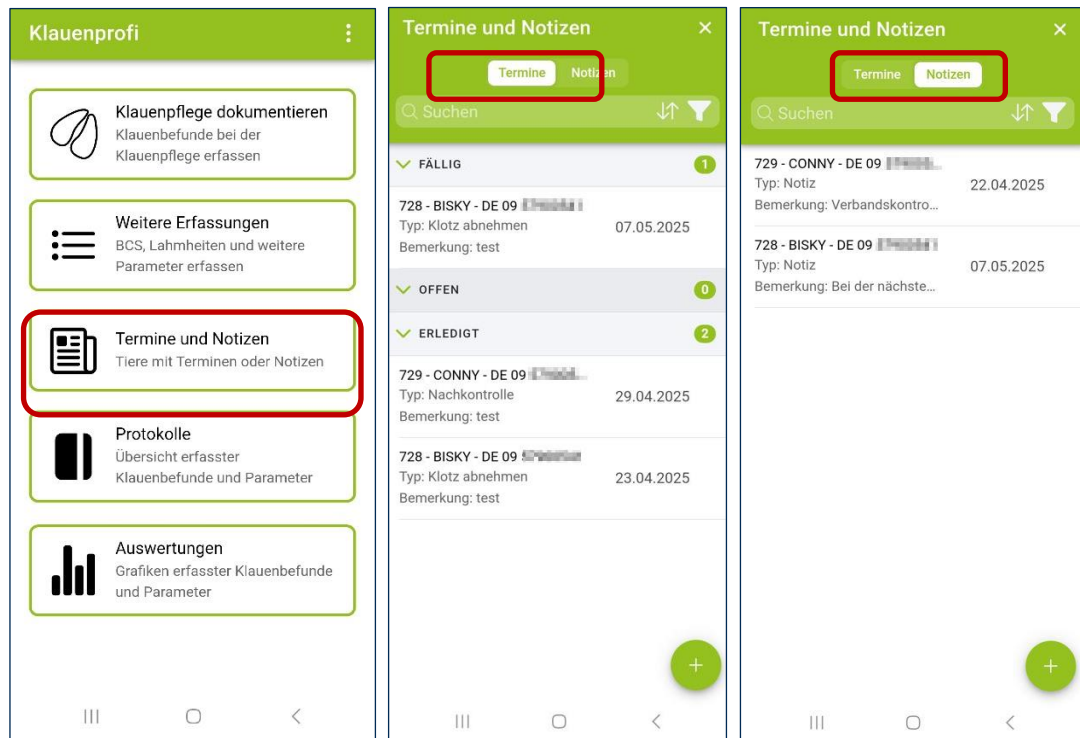 Klauenprofi
Klauenpflege dokumentieren
Klauenbefunde bei der
Klauenpflege erfassen
Weitere Erfassungen
BCS, Lahmheiten und weitere
Parameter erfassen
Termine und Notizen
Tiere mit Terminen oder Notizen
Protokolle
Übersicht erfasster
Klauenbefunde und Parameter
Auswertungen
Grafiken erfasster Klauenbefunde
und Parameter
Termine und Notizen ×
Termine Notizen
Suchen
FÄLLIG 1
728 - BISKY - DE 09
Typ: Klotz abnehmen 07.05.2025
Bemerkung: test
OFFEN 0
ERLEDIGT 2
729 - CONNY - DE 09
Typ: Nachkontrolle 29.04.2025
Bemerkung: test
728 - BISKY - DE 09
Typ: Klotz abnehmen 23.04.2025
Bemerkung: test
+
Termine und Notizen ×
Termine Notizen
Suchen
729 - CONNY - DE 09
Typ: Notiz 22.04.2025
Bemerkung: Verbandskontro...
728 - BISKY - DE 09
Typ: Notiz 07.05.2025
Bemerkung: Bei der nächste...
+